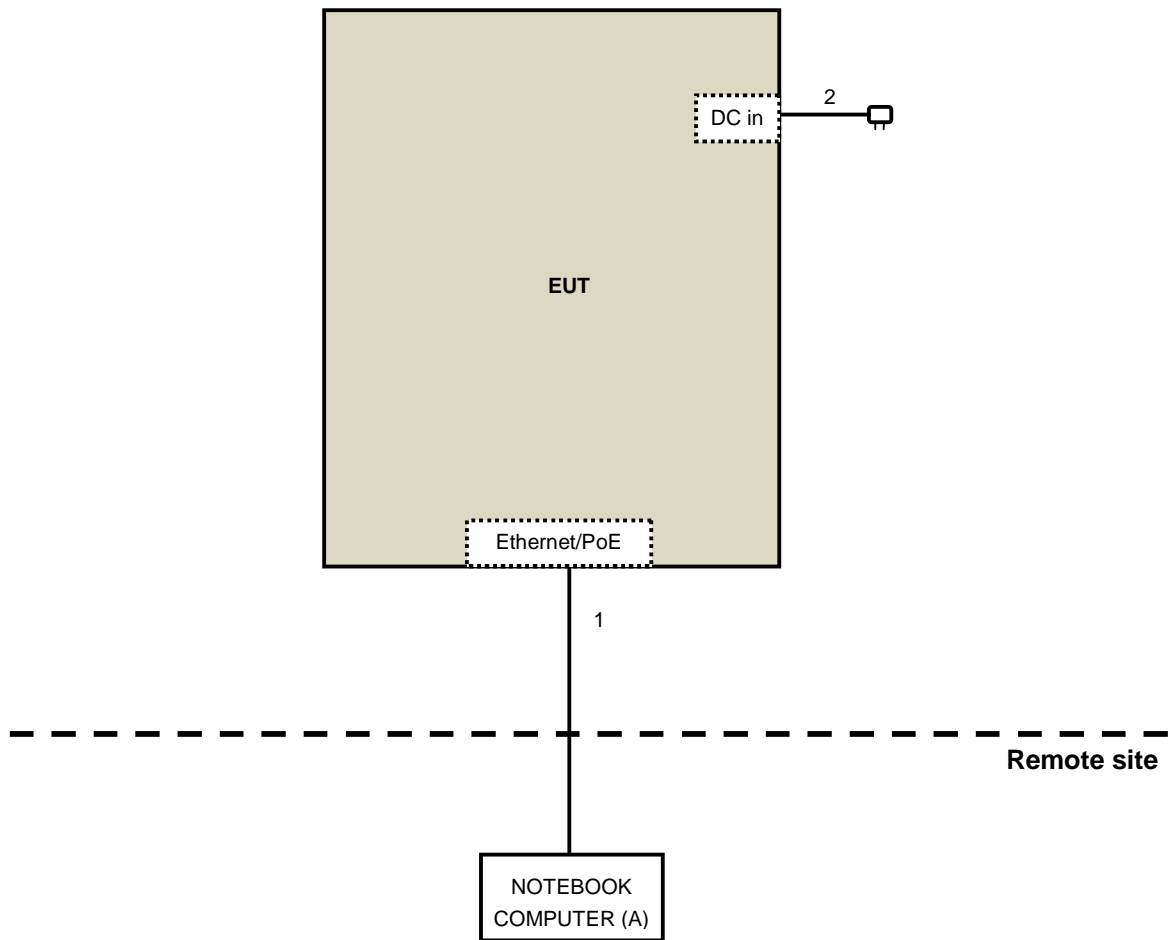 2
DC in
EUT
Ethernet/PoE
1
Remote site
NOTEBOOK
COMPUTER (A)